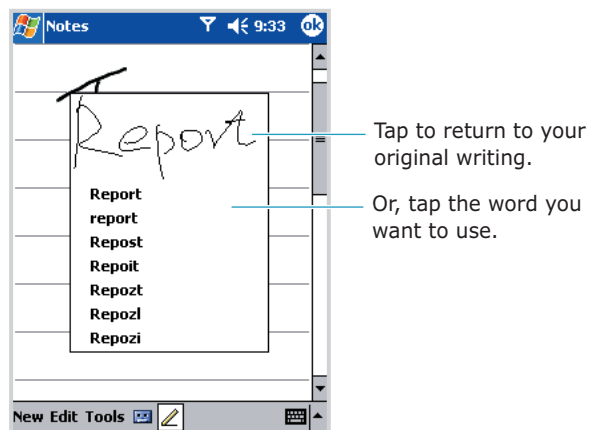 Notes 9:33 ok
Report
Tap to return to your
original writing.
Report
Or, tap the word you
want to use.
report
Repost
Repoit
Repozt
Repozl
Repozi
New Edit Tools